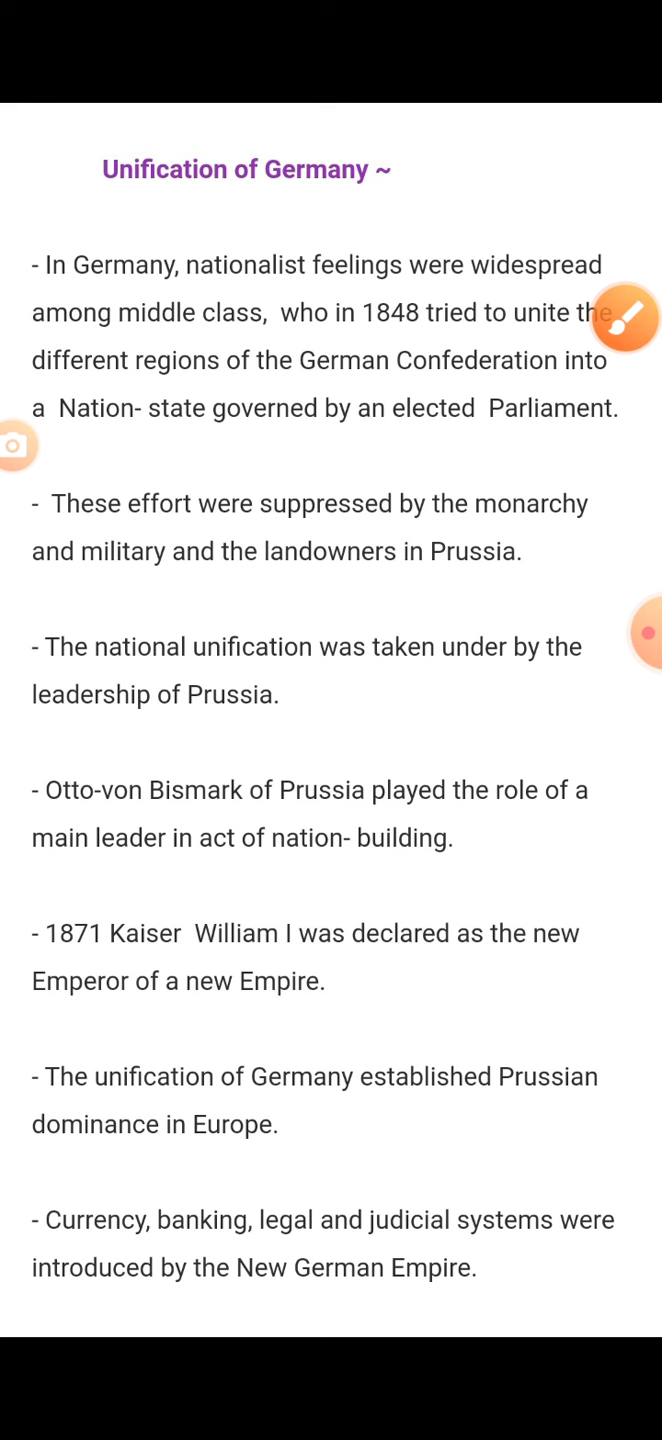 Unification of Germany ~
- In Germany, nationalist feelings were widespread
among middle class,  who in 1848 tried to unite the
different regions of the German Confederation into
a  Nation- state governed by an elected  Parliament.
-  These effort were suppressed by the monarchy
and military and the landowners in Prussia.
- The national unification was taken under by the
leadership of Prussia.
- Otto-von Bismark of Prussia played the role of a
main leader in act of nation- building.
- 1871 Kaiser  William I was declared as the new
Emperor of a new Empire.
- The unification of Germany established Prussian
dominance in Europe.
- Currency, banking, legal and judicial systems were
introduced by the New German Empire.